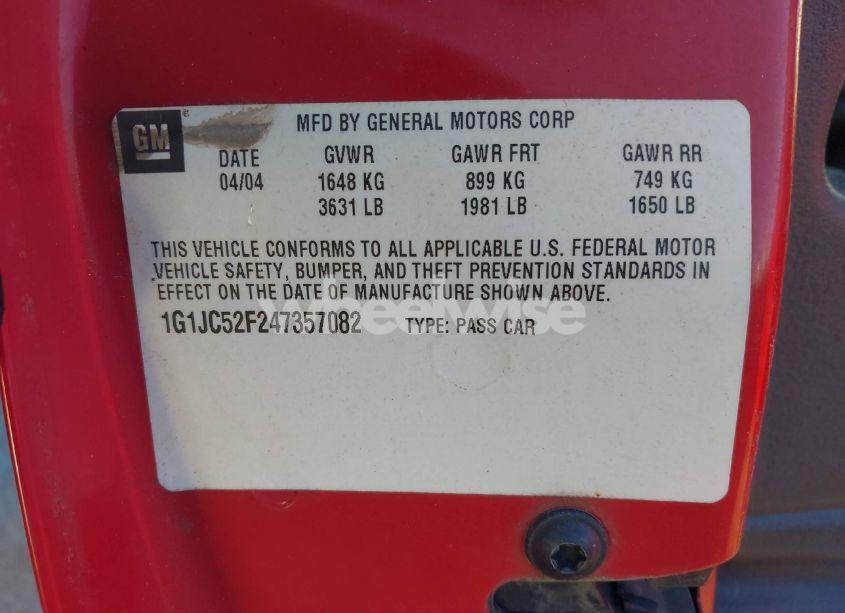 GM
MFD BY GENERAL MOTORS CORP
DATE GVWR GAWR FRT GAWR RR
04/04 1648 KG 899 KG 749 KG
3631 LB 1981 LB 1650 LB
THIS VEHICLE CONFORMS TO ALL APPLICABLE U.S. FEDERAL MOTOR
VEHICLE SAFETY, BUMPER, AND THEFT PREVENTION STANDARDS IN
EFFECT ON THE DATE OF MANUFACTURE SHOWN ABOVE.
WheelWise
1G1JC52F247357082 TYPE: PASS CAR